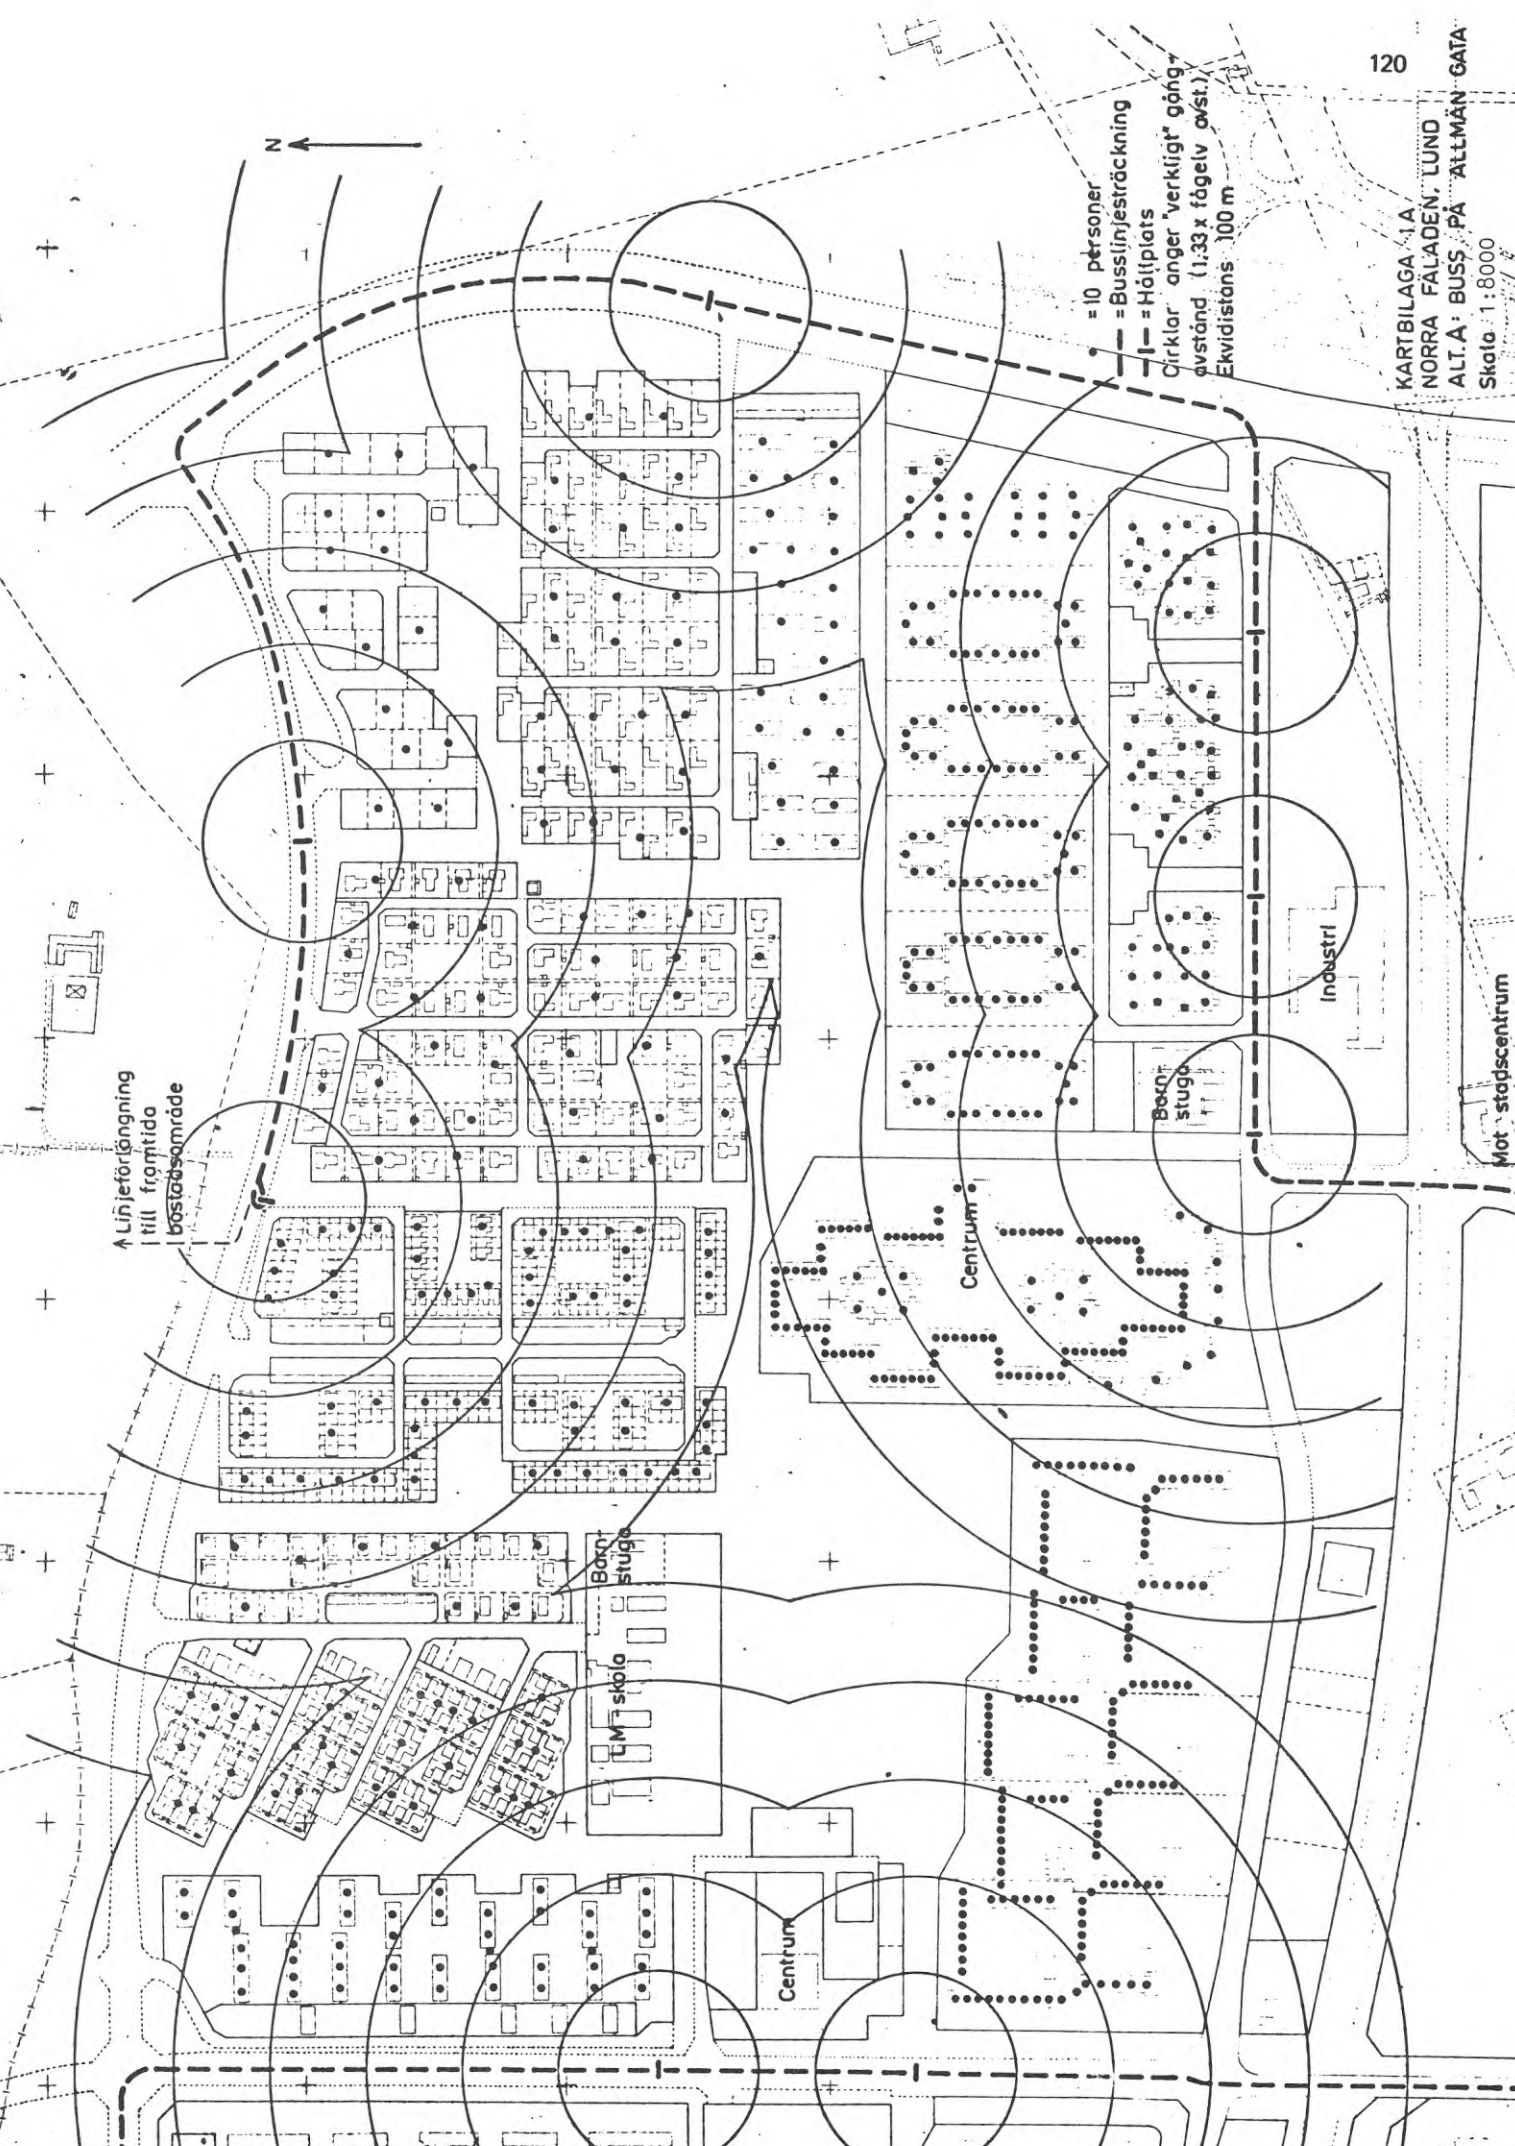 120
N
• = 10 personer
= Busslinjesträckning
= Hållplats
Cirklar anger "verkligt" gång-
avstånd (1,33 x fågelv avst.)
Ekvidistans 100 m
KARTBILAGA 1A
NORRA FÄLADEN, LUND
ALT. A: BUSS PÅ ALLMÄN GATA
Skala 1:8000
Linjeförlängning
till framtida
bostadsområde
Industri
Barn-
stuga
Mot stadscentrum
Centrum
Barn-
stuga
LM-skola
Centrum